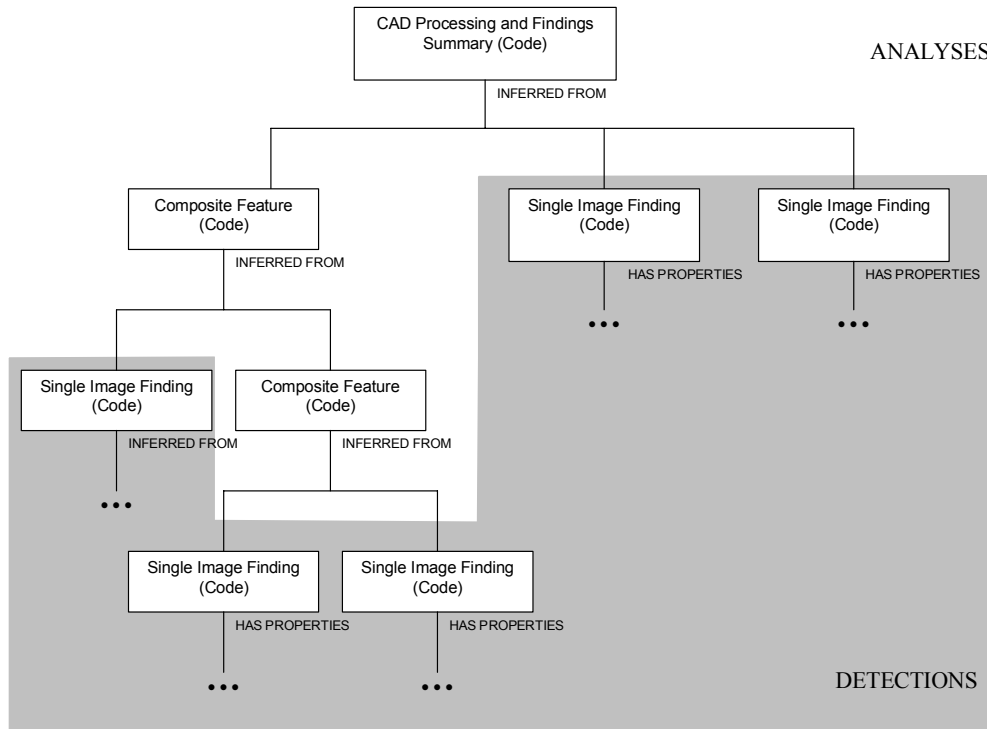 CAD Processing and Findings
Summary (Code)
ANALYSES
INFERRED FROM
Composite Feature
(Code)
Single Image Finding
(Code)
Single Image Finding
(Code)
INFERRED FROM
HAS PROPERTIES
HAS PROPERTIES
•••
•••
Single Image Finding
(Code)
Composite Feature
(Code)
INFERRED FROM
INFERRED FROM
•••
Single Image Finding
(Code)
Single Image Finding
(Code)
HAS PROPERTIES
HAS PROPERTIES
•••
•••
DETECTIONS